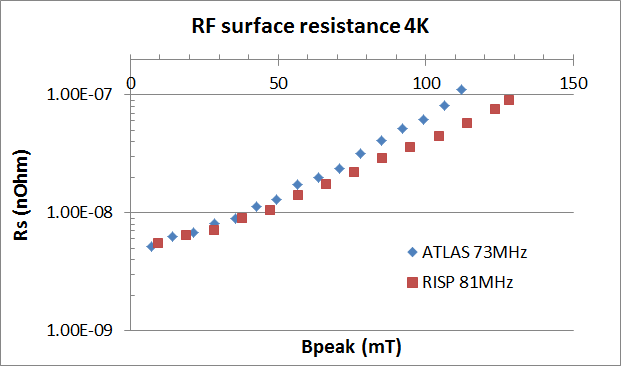 RF surface resistance 4K
0 50 100 150
1.00E-07
1.00E-08
1.00E-09
Rs (nOhm)
ATLAS 73MHz
RISP 81MHz
Bpeak (mT)